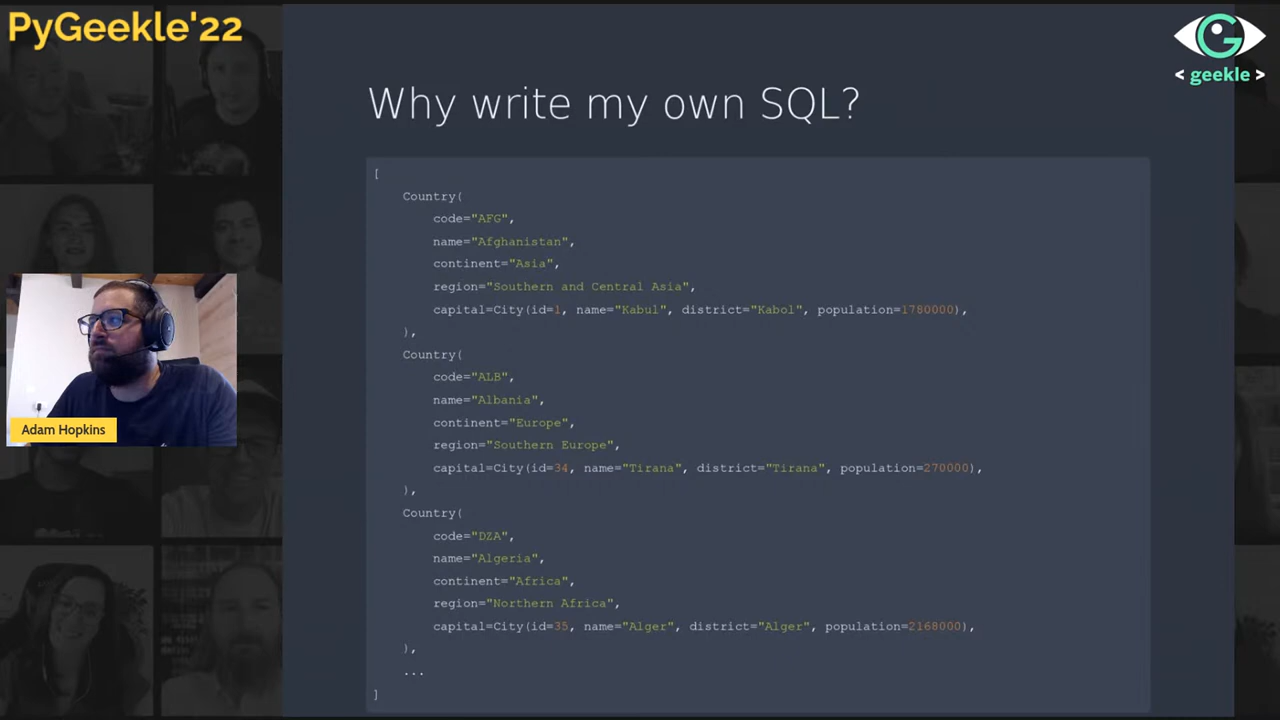 PyGeekle'22
< geekle >
Why write my own SQL?
[
Country(
code="AFG",
name="Afghanistan",
continent="Asia",
region="Southern and Central Asia",
capital=City(id=1, name="Kabul", district="Kabol", population=1780000),
),
Country(
code="ALB",
name="Albania",
continent="Europe",
region="Southern Europe",
capital=City(id=34, name="Tirana", district="Tirana", population=270000),
),
Country(
code="DZA",
name="Algeria",
continent="Africa",
region="Northern Africa",
capital=City(id=35, name="Alger", district="Alger", population=2168000),
),
...
]
Adam Hopkins